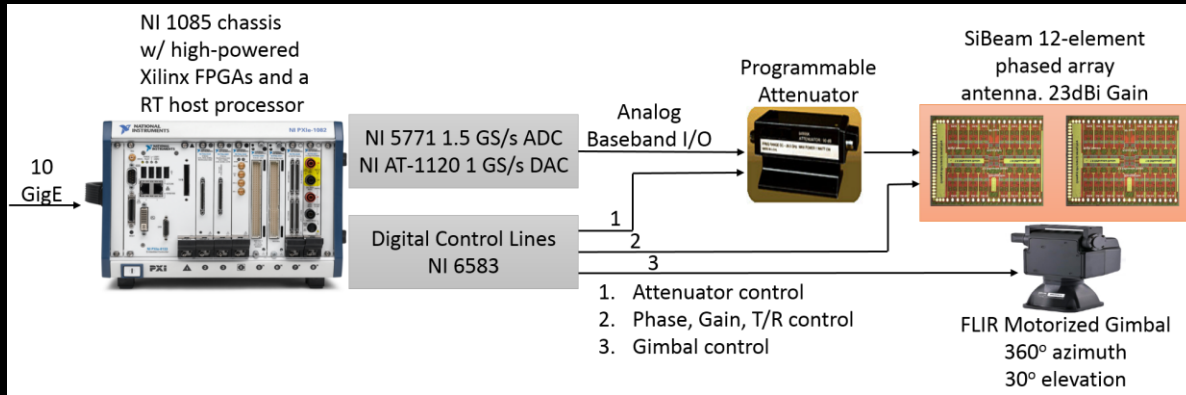 NI 1085 chassis
w/ high-powered
Xilinx FPGAs and a
RT host processor
10
GigE
NATIONAL
INSTRUMENTS
NI PXIe-1082
PXI
NI 5771 1.5 GS/s ADC
NI AT-1120 1 GS/s DAC
Digital Control Lines
NI 6583
Analog
Baseband I/O
1
2
3
1. Attenuator control
2. Phase, Gain, T/R control
3. Gimbal control
Programmable
Attenuator
SiBeam 12-element
phased array
antenna. 23dBi Gain
FLIR Motorized Gimbal
360° azimuth
30° elevation